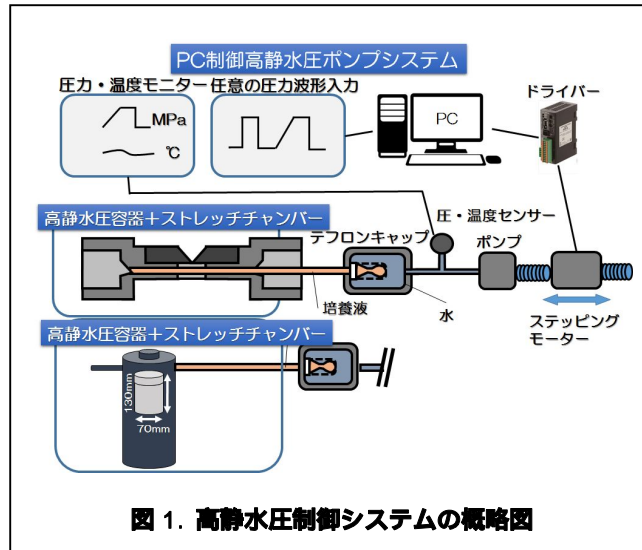 PC制御高静水圧ポンプシステム
圧力・温度モニター
任意の圧力波形入力
ドライバー
MPa
℃
PC
高静水圧容器＋ストレッチチャンバー
テフロンキャップ
圧・温度センサー
ポンプ
培養液
水
ステッピング
モーター
高静水圧容器＋ストレッチチャンバー
130mm
70mm
図 1. 高静水圧制御システムの概略図